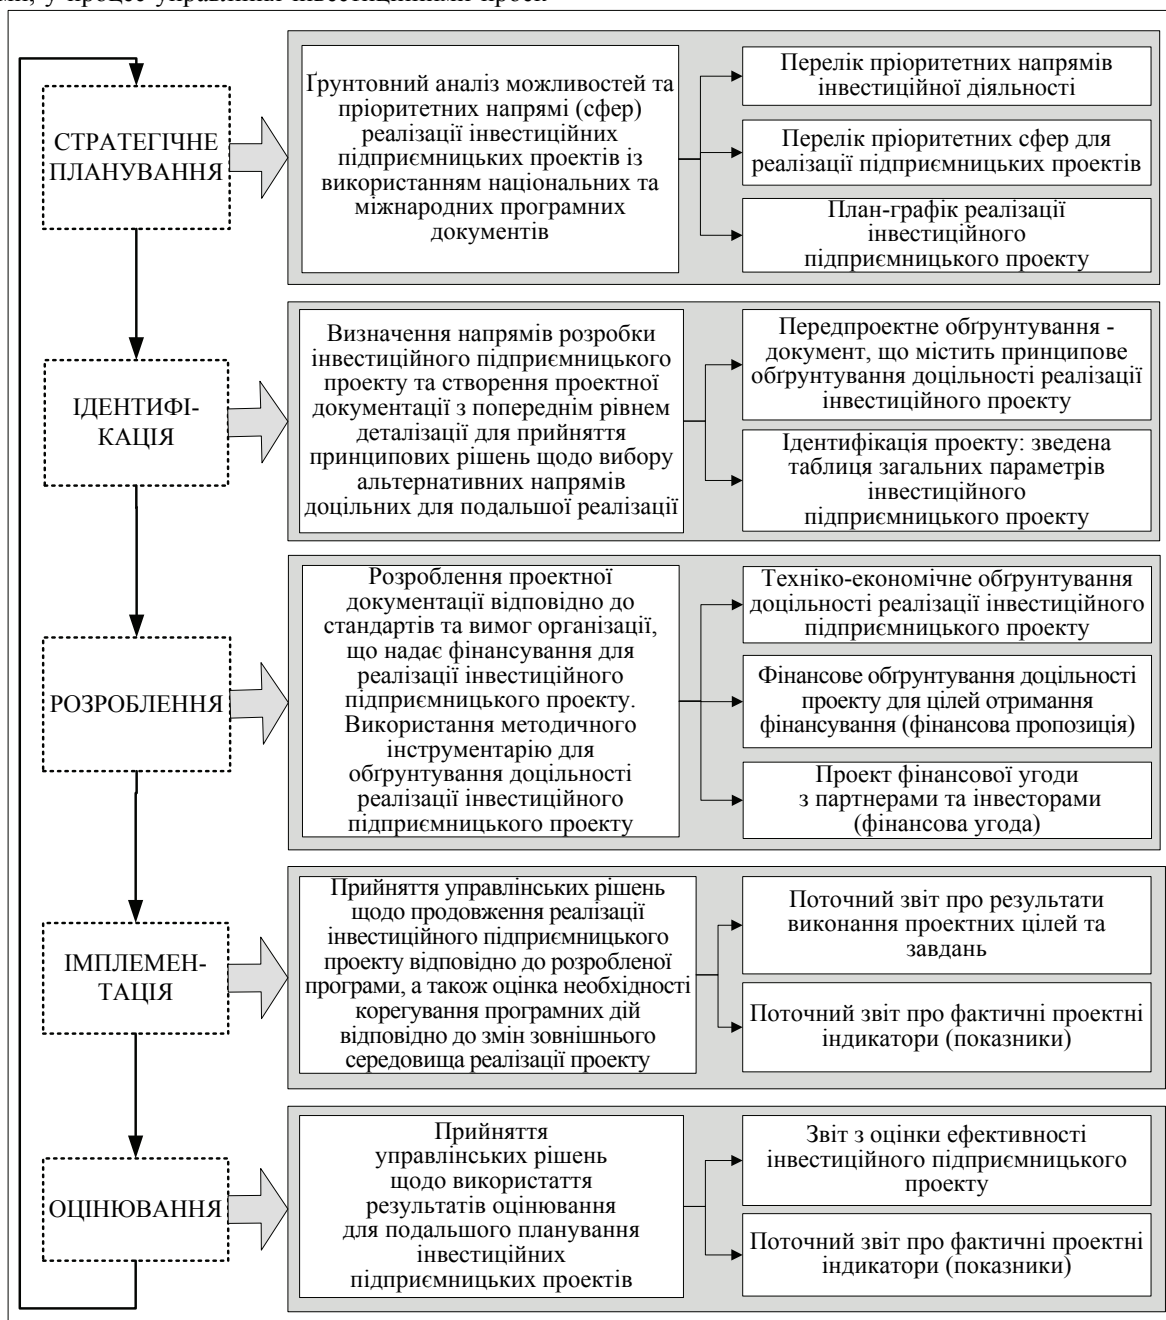 СТРАТЕГІЧНЕ
ПЛАНУВАННЯ
Ґрунтовний аналіз можливостей та
пріоритетних напрямі (сфер)
реалізації інвестиційних
підприємницьких проектів із
використанням національних та
міжнародних програмних
документів
Перелік пріоритетних напрямів
інвестиційної діяльності
Перелік пріоритетних сфер для
реалізації підприємницьких проектів
План-графік реалізації
інвестиційного
підприємницького проекту
ІДЕНТИФІ-
КАЦІЯ
Визначення напрямів розробки
інвестиційного підприємницького
проекту та створення проектної
документації з попереднім рівнем
деталізації для прийняття
принципових рішень щодо вибору
альтернативних напрямів
доцільних для подальшої реалізації
Передпроектне обґрунтування -
документ, що містить принципове
обґрунтування доцільності реалізації
інвестиційного проекту
Ідентифікація проекту: зведена
таблиця загальних параметрів
інвестиційного
підприємницького проекту
РОЗРОБЛЕННЯ
Розроблення проектної
документації відповідно до
стандартів та вимог організації,
що надає фінансування для
реалізації інвестиційного
підприємницького проекту.
Використання методичного
інструментарію для
обґрунтування доцільності
реалізації інвестиційного
підприємницького проекту
Техніко-економічне обґрунтування
доцільності реалізації інвестиційного
підприємницького проекту
Фінансове обґрунтування доцільності
проекту для цілей отримання
фінансування (фінансова пропозиція)
Проект фінансової угоди
з партнерами та інвесторами
(фінансова угода)
ІМПЛЕМЕН-
ТАЦІЯ
Прийняття управлінських рішень
щодо продовження реалізації
інвестиційного підприємницького
проекту відповідно до розробленої
програми, а також оцінка необхідності
корегування програмних дій
відповідно до змін зовнішнього
середовища реалізації проекту
Поточний звіт про результати
виконання проектних цілей та
завдань
Поточний звіт про фактичні проектні
індикатори (показники)
ОЦІНЮВАННЯ
Прийняття
управлінських рішень
щодо використаття
результатів оцінювання
для подальшого планування
інвестиційних
підприємницьких проектів
Звіт з оцінки ефективності
інвестиційного підприємницького
проекту
Поточний звіт про фактичні проектні
індикатори (показники)